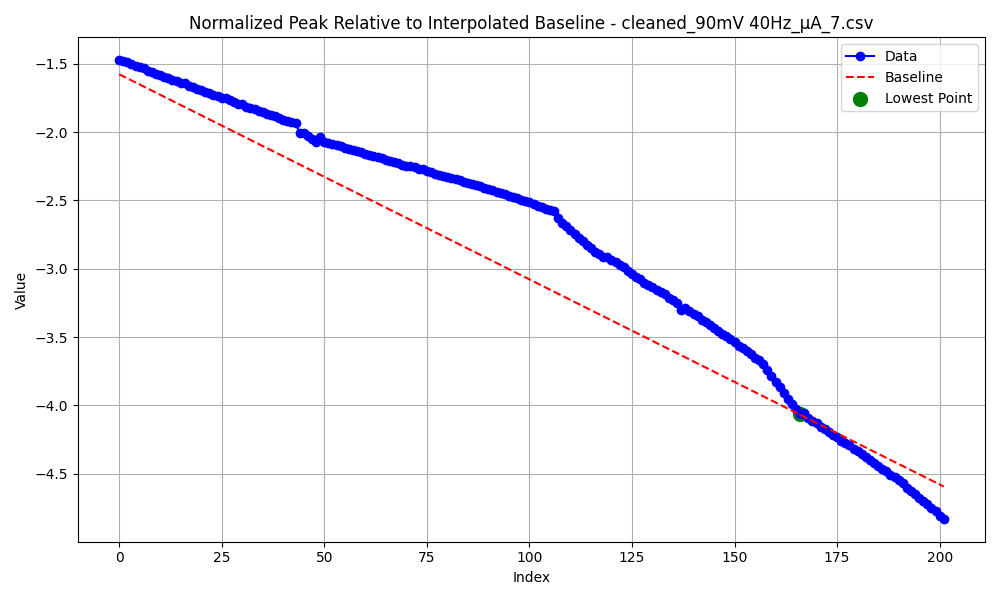 Normalized Peak Relative to Interpolated Baseline - cleaned_90mV 40Hz_µA_7.csv
Data
Baseline
Lowest Point
−1.5
−2.0
−2.5
−3.0
−3.5
−4.0
−4.5
Value
0 25 50 75 100 125 150 175 200
Index